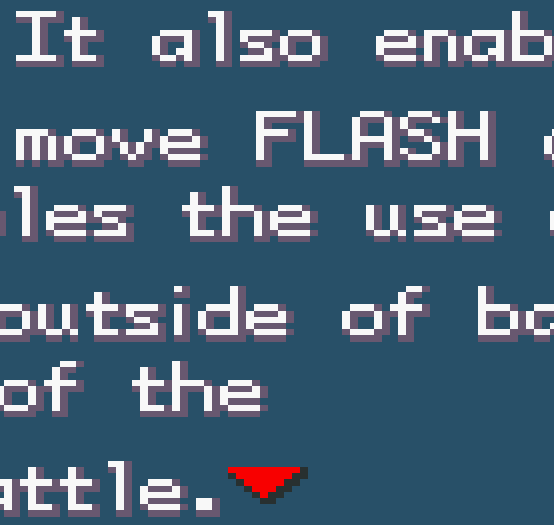 It also enab
move FLASH o
les the use o
outside of ba
of the
attle.